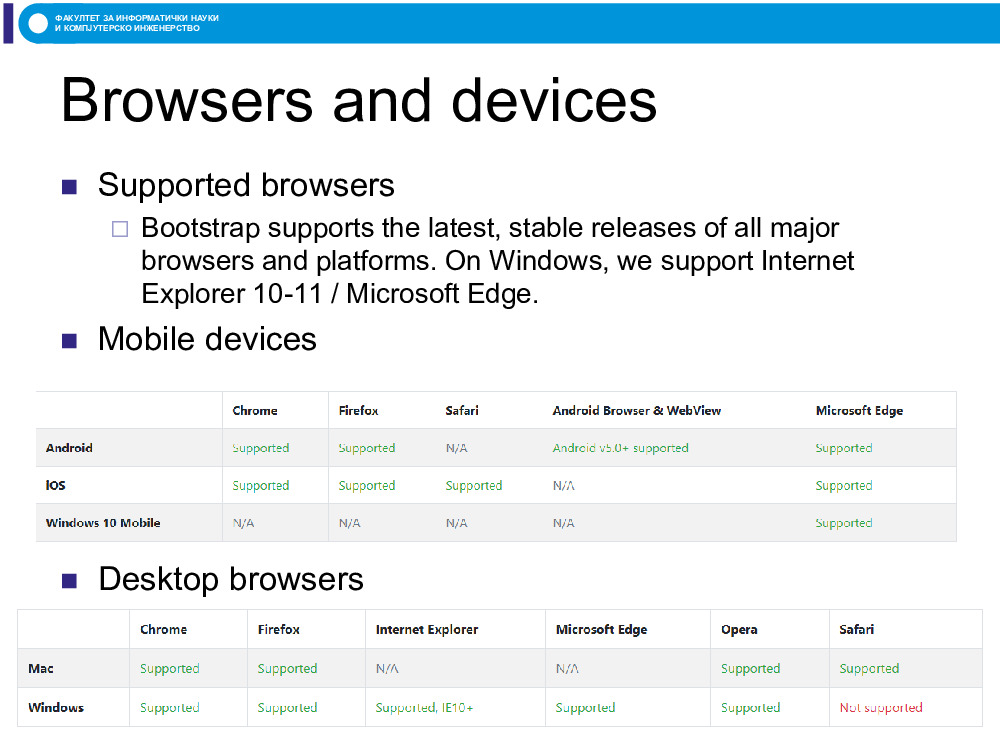 ФАКУЛТЕТ ЗА ИНФОРМАТИЧКИ НАУКИ
И КОМПЈУТЕРСКО ИНЖЕНЕРСТВО
Browsers and devices
Supported browsers
Bootstrap supports the latest, stable releases of all major
browsers and platforms. On Windows, we support Internet
Explorer 10-11 / Microsoft Edge.
Mobile devices
Chrome Firefox Safari Android Browser & WebView Microsoft Edge
Android Supported Supported N/A Android v5.0+ supported Supported
iOS Supported Supported Supported N/A Supported
Windows 10 Mobile N/A N/A N/A N/A Supported
Desktop browsers
Chrome Firefox Internet Explorer Microsoft Edge Opera Safari
Mac Supported Supported N/A N/A Supported Supported
Windows Supported Supported Supported, IE10+ Supported Supported Not supported